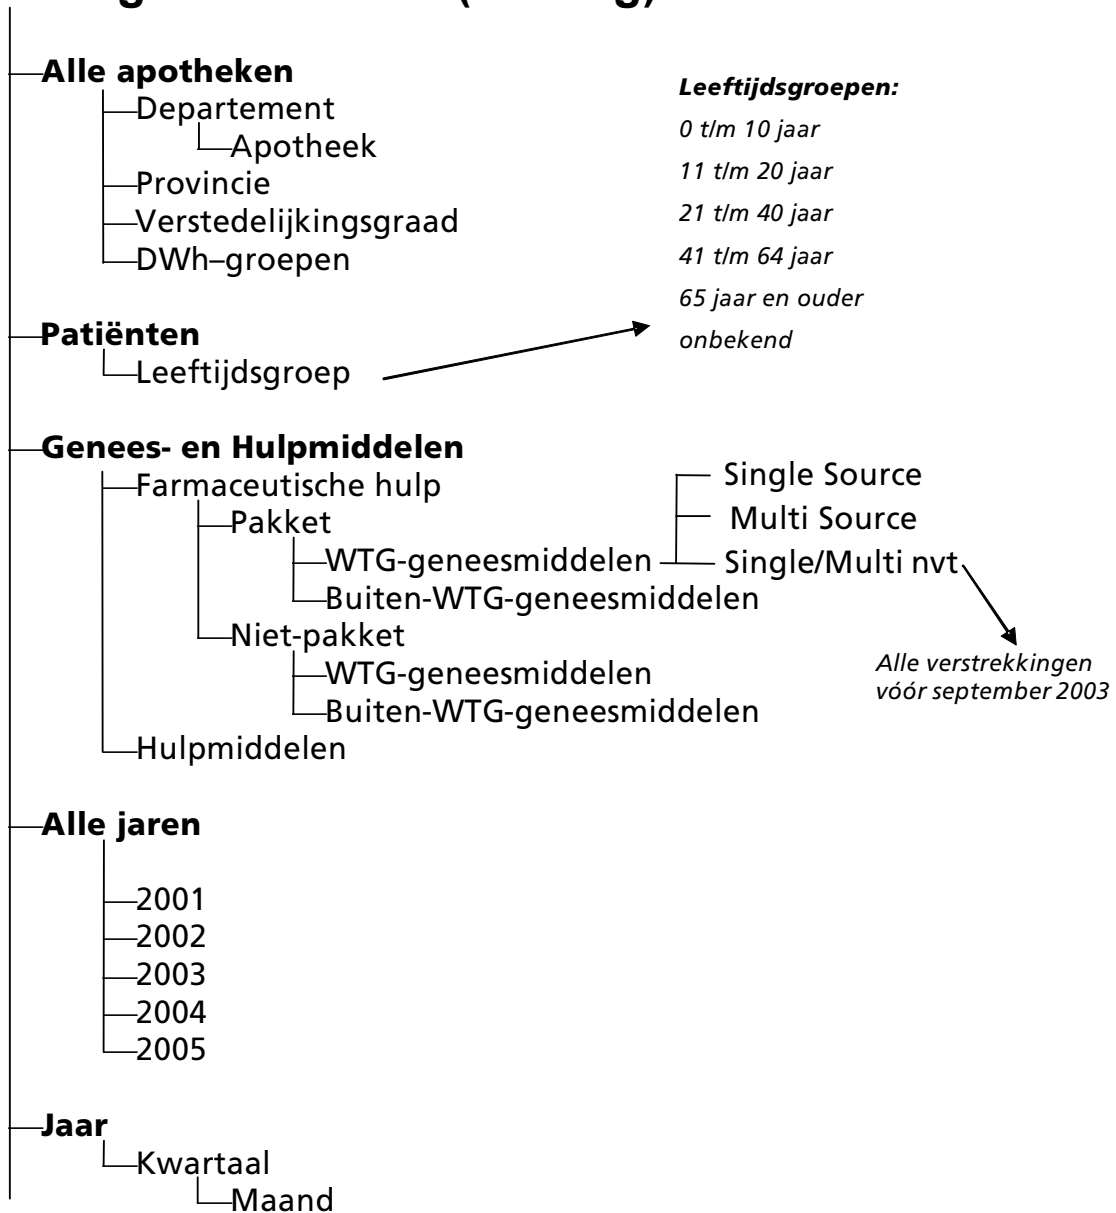 Alle apotheken
Departement
Apotheek
Provincie
Verstedelijkingsgraad
DWh–groepen
Leeftijdsgroepen:
0 t/m 10 jaar
11 t/m 20 jaar
21 t/m 40 jaar
41 t/m 64 jaar
65 jaar en ouder
onbekend
Patiënten
Leeftijdsgroep
Genees- en Hulpmiddelen
Farmaceutische hulp
Pakket
WTG-geneesmiddelen
Single Source
Multi Source
Single/Multi nvt
Buiten-WTG-geneesmiddelen
Niet-pakket
WTG-geneesmiddelen
Buiten-WTG-geneesmiddelen
Alle verstrekkingen
vóór september 2003
Hulpmiddelen
Alle jaren
2001
2002
2003
2004
2005
Jaar
Kwartaal
Maand